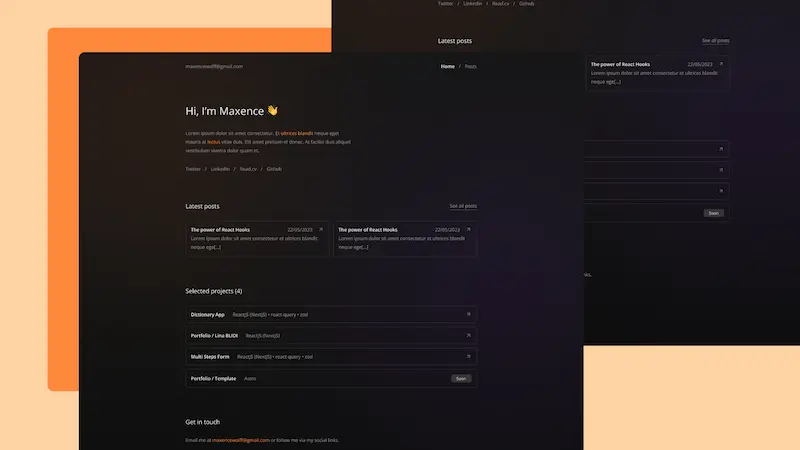 Twitter / LinkedIn / Read.cv / Github
Latest posts See all posts
The power of React Hooks 22/05/2023
Lorem ipsum dolor sit amet consectetur et ultrices blandit
neque ege[...]
Soon
maxencewolff@gmail.com Home / Posts
Hi, I'm Maxence 👋
Lorem ipsum dolor sit amet consectetur. Et ultrices blandit neque eget
mauris at lectus vitae duis. Elit amet pretium et donec. At facilisi duis aliquet
vestibulum viverra dolor quam et.
Twitter / LinkedIn / Read.cv / Github
Latest posts See all posts
The power of React Hooks 22/05/2023 The power of React Hooks 22/05/2023
Lorem ipsum dolor sit amet consectetur et ultrices blandit Lorem ipsum dolor sit amet consectetur et ultrices blandit
neque ege[...] neque ege[...]
Selected projects (4)
Dictionary App ReactJS (NextJS) • react query • zod
Portfolio / Lina BLIDI ReactJS (NextJS)
Multi Steps Form ReactJS (NextJS) • react query • zod
Portfolio / Template Astro Soon
Get in touch
Email me at maxencewolff@gmail.com or follow me via my social links.